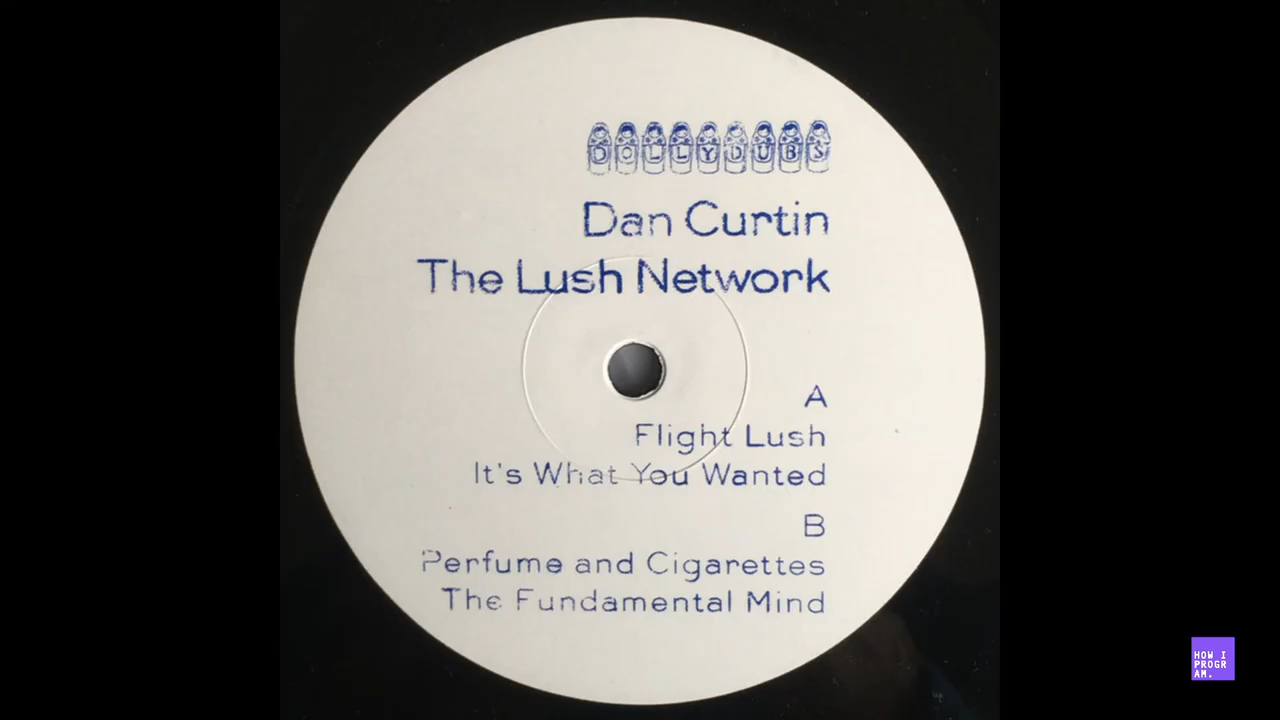 DOLLYDUBS
Dan Curtin
The Lush Network
A
Flight Lush
It's What You Wanted
B
Perfume and Cigarettes
The Fundamental Mind
HOW I
PROGR
AM.